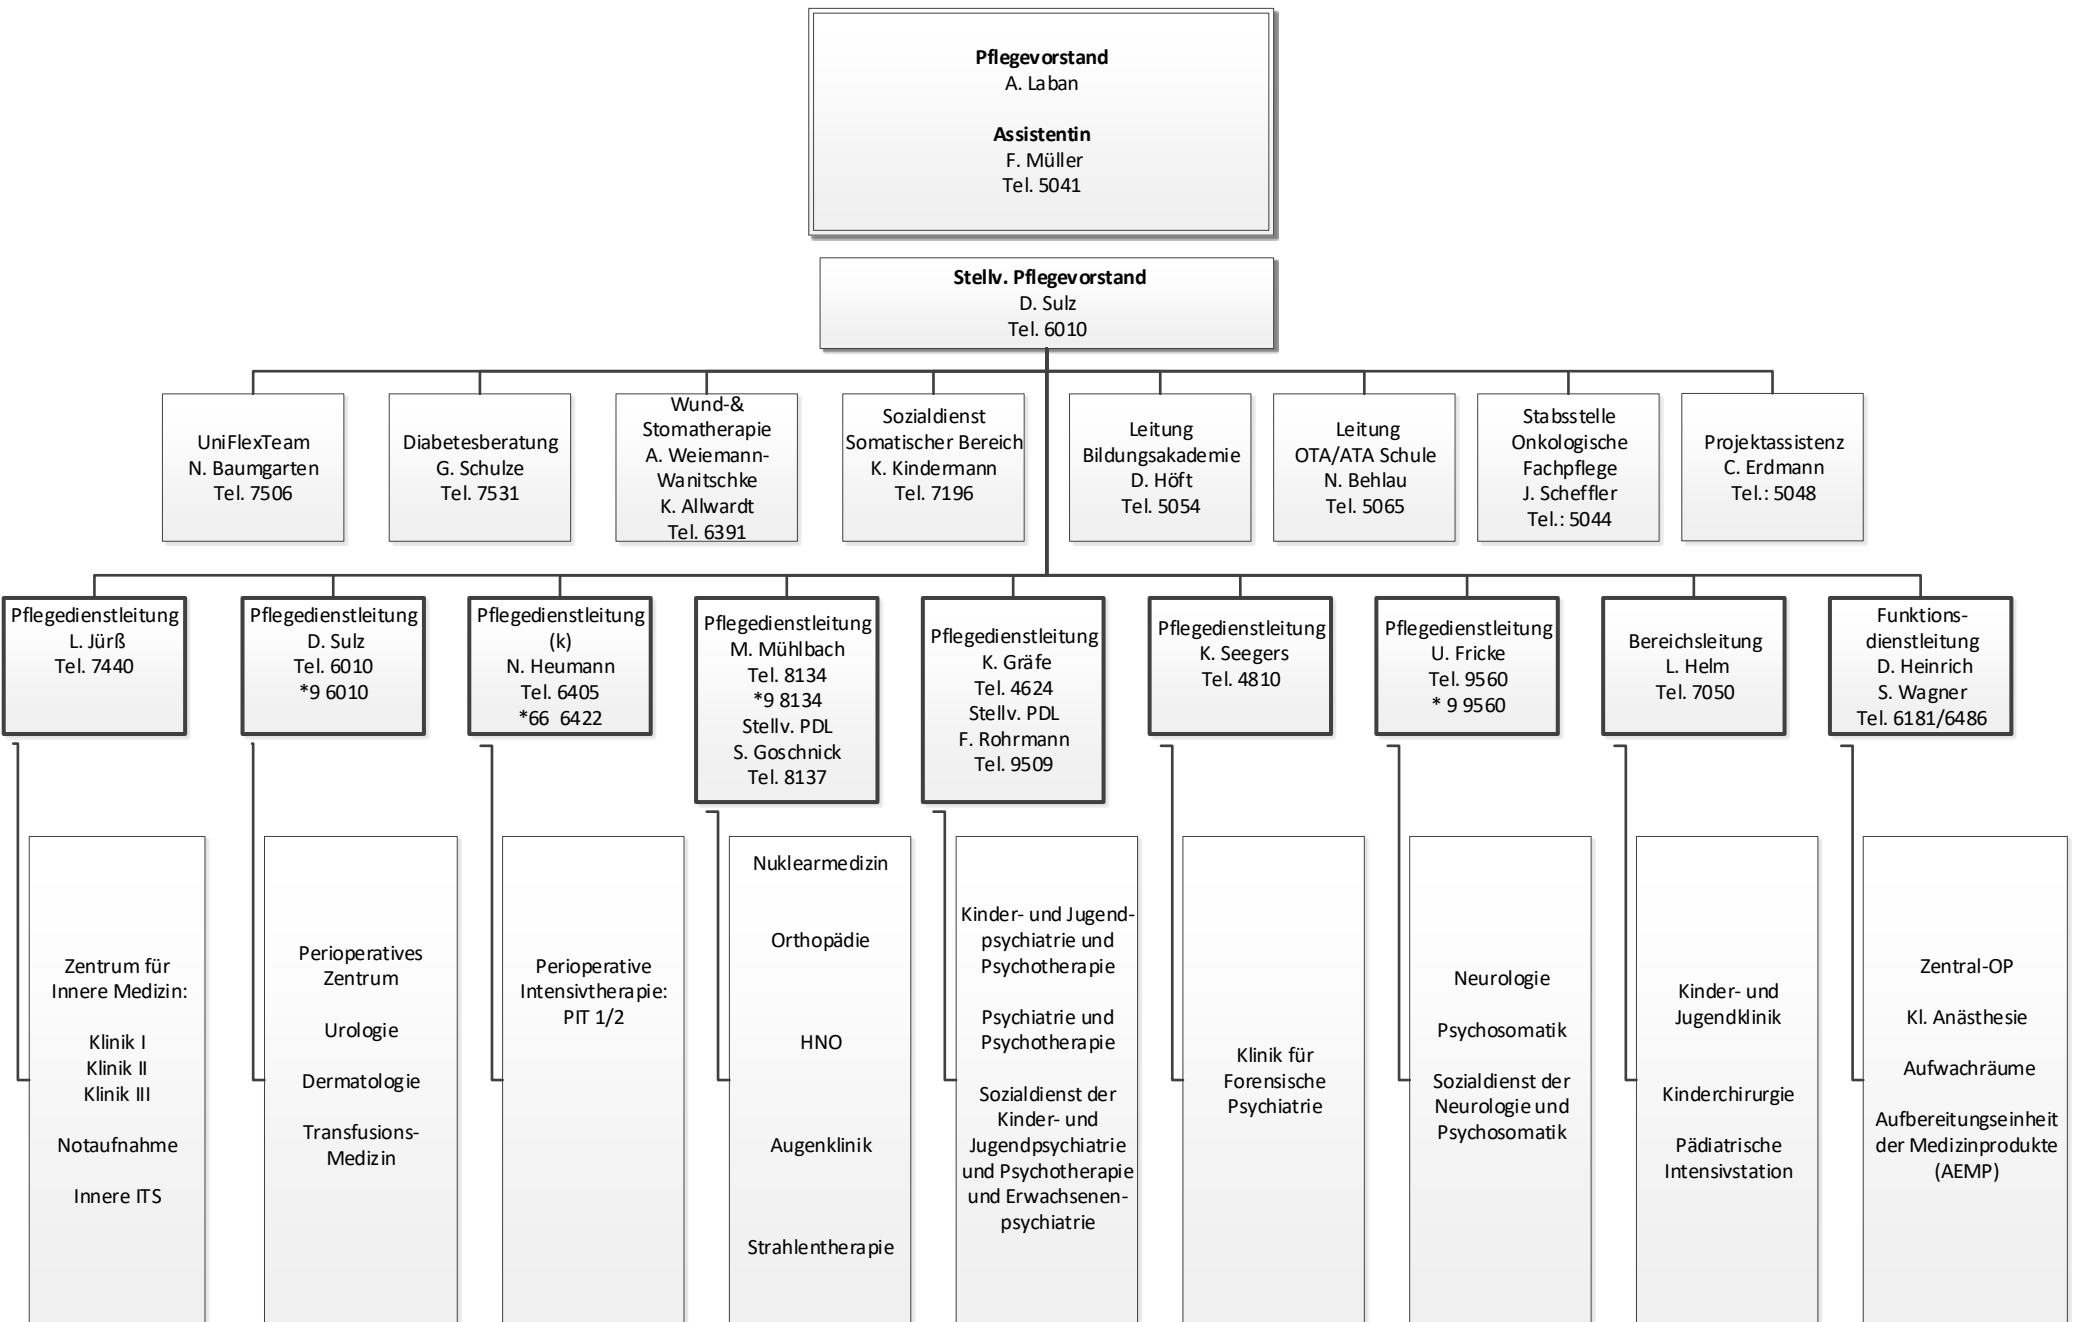 Pflegevorstand
A. Laban
Assistentin
F. Müller
Tel. 5041
Stellv. Pflegevorstand
D. Sulz
Tel. 6010
UniFlexTeam
N. Baumgarten
Tel. 7506
Diabetesberatung
G. Schulze
Tel. 7531
Wund-&
Stomatherapie
A. Weiemann-
Wanitschke
K. Allwardt
Tel. 6391
Sozialdienst
Somatischer Bereich
K. Kindermann
Tel. 7196
Leitung
Bildungsakademie
D. Höft
Tel. 5054
Leitung
OTA/ATA Schule
N. Behlau
Tel. 5065
Stabsstelle
Onkologische
Fachpflege
J. Scheffler
Tel.: 5044
Projektassistenz
C. Erdmann
Tel.: 5048
Pflegedienstleitung
L. Jürß
Tel. 7440
Pflegedienstleitung
D. Sulz
Tel. 6010
*9 6010
Pflegedienstleitung
(k)
N. Heumann
Tel. 6405
*66 6422
Pflegedienstleitung
M. Mühlbach
Tel. 8134
*9 8134
Stellv. PDL
S. Goschnick
Tel. 8137
Pflegedienstleitung
K. Gräfe
Tel. 4624
Stellv. PDL
F. Rohrmann
Tel. 9509
Pflegedienstleitung
K. Seegers
Tel. 4810
Pflegedienstleitung
U. Fricke
Tel. 9560
* 9 9560
Bereichsleitung
L. Helm
Tel. 7050
Funktions-
dienstleitung
D. Heinrich
S. Wagner
Tel. 6181/6486
Zentrum für
Innere Medizin:
Klinik I
Klinik II
Klinik III
Notaufnahme
Innere ITS
Perioperatives
Zentrum
Urologie
Dermatologie
Transfusions-
Medizin
Perioperative
Intensivtherapie:
PIT 1/2
Nuklearmedizin
Orthopädie
HNO
Augenklinik
Strahlentherapie
Kinder- und Jugend-
psychiatrie und
Psychotherapie
Psychiatrie und
Psychotherapie
Sozialdienst der
Kinder- und
Jugendpsychiatrie
und Psychotherapie
und Erwachsenen-
psychiatrie
Klinik für
Forensische
Psychiatrie
Neurologie
Psychosomatik
Sozialdienst der
Neurologie und
Psychosomatik
Kinder- und
Jugendklinik
Kinderchirurgie
Pädiatrische
Intensivstation
Zentral-OP
Kl. Anästhesie
Aufwachräume
Aufbereitungseinheit
der Medizinprodukte
(AEMP)